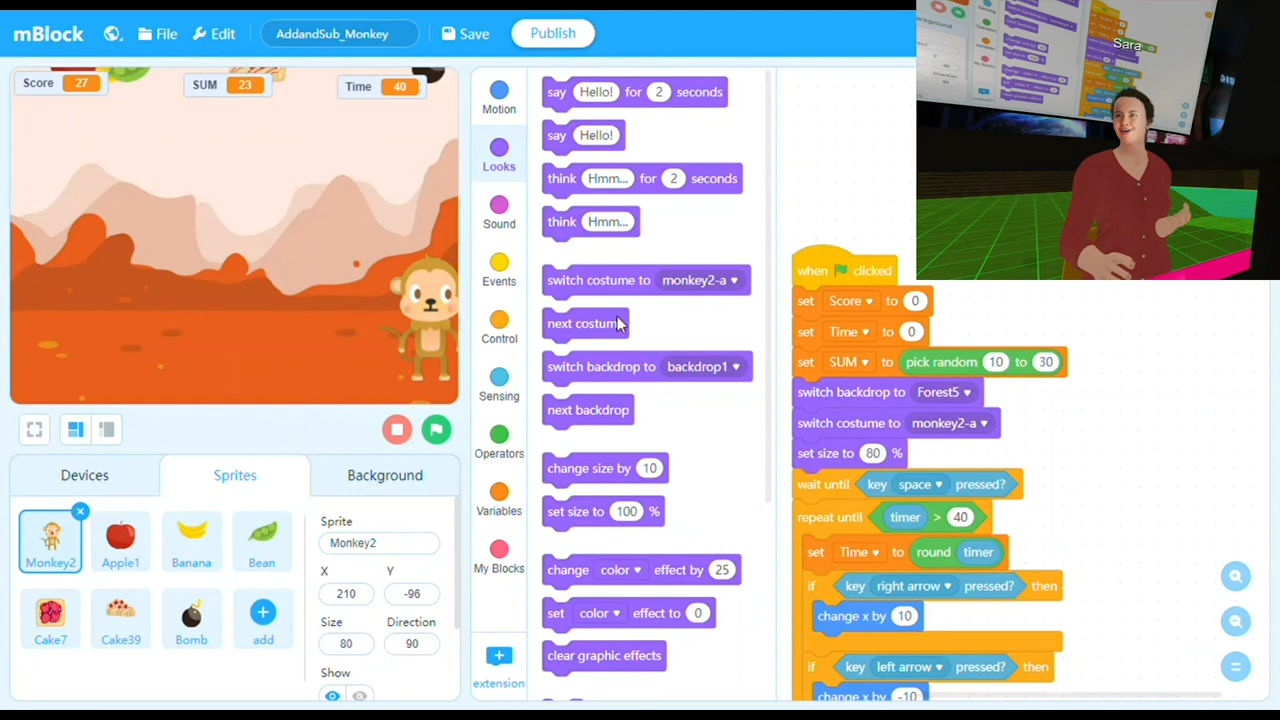 mBlock File Edit AddandSub_Monkey Save Publish
Sara
Score 27 SUM 23 Time 40
Motion
Looks
Sound
Events
Control
Sensing
Operators
Variables
My Blocks
extension
say Hello! for 2 seconds
say Hello!
think Hmm... for 2 seconds
think Hmm...
switch costume to monkey2-a
next costume
switch backdrop to backdrop1
next backdrop
change size by 10
set size to 100 %
change color effect by 25
set color effect to 0
clear graphic effects
when clicked
set Score to 0
set Time to 0
set SUM to pick random 10 to 30
switch backdrop to Forest5
switch costume to monkey2-a
set size to 80 %
wait until key space pressed?
repeat until timer > 40
set Time to round timer
if key right arrow pressed? then
change x by 10
if key left arrow pressed? then
change x by -10
Devices Sprites Background
Monkey2 Apple1 Banana Bean
Cake7 Cake39 Bomb add
Sprite
Monkey2
X Y
210 -96
Size Direction
80 90
Show